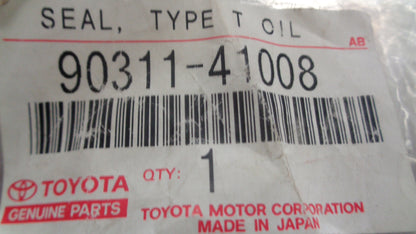 SEAL, TYPE T OIL
AB
90311-41008
TOYOTA
QTY: 1
GENUINE PARTS
TOYOTA MOTOR CORPORATION
MADE IN JAPAN